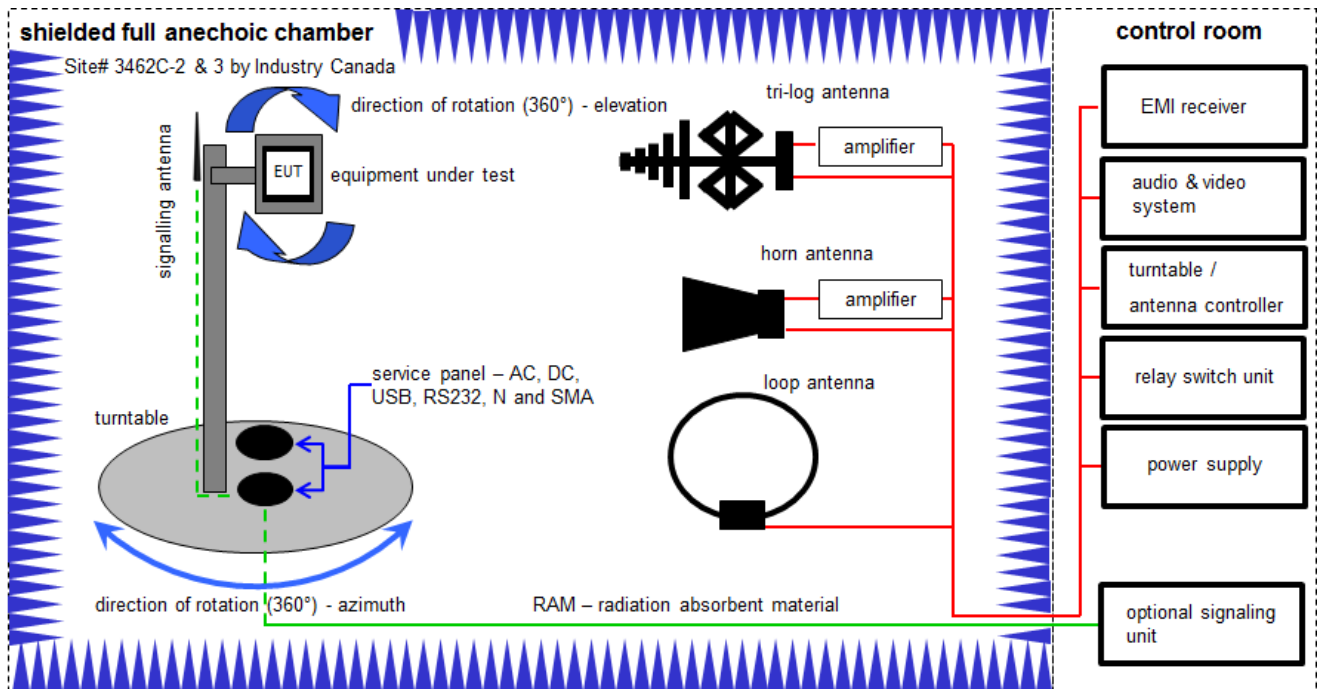 shielded full anechoic chamber
Site# 3462C-2 & 3 by Industry Canada
direction of rotation (360°) - elevation
signalling antenna
EUT
equipment under test
tri-log antenna
amplifier
horn antenna
amplifier
service panel – AC, DC,
USB, RS232, N and SMA
loop antenna
turntable
direction of rotation (360°) - azimuth
RAM – radiation absorbent material
control room
EMI receiver
audio & video
system
turntable /
antenna controller
relay switch unit
power supply
optional signaling
unit